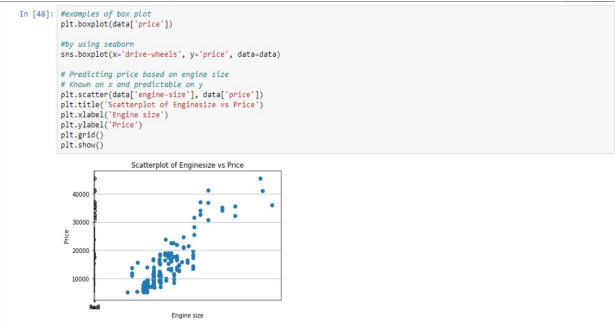 In [48]: #examples of box plot
plt.boxplot(data['price'])
#by using seaborn
sns.boxplot(x='drive-wheels', y='price', data=data)
# Predicting price based on engine size
# Known on x and predictable on y
plt.scatter(data['engine-size'], data['price'])
plt.title('Scatterplot of Enginesize vs Price')
plt.xlabel('Engine size')
plt.ylabel('Price')
plt.grid()
plt.show()
Scatterplot of Enginesize vs Price
40000
30000
Price
20000
10000
Engine size